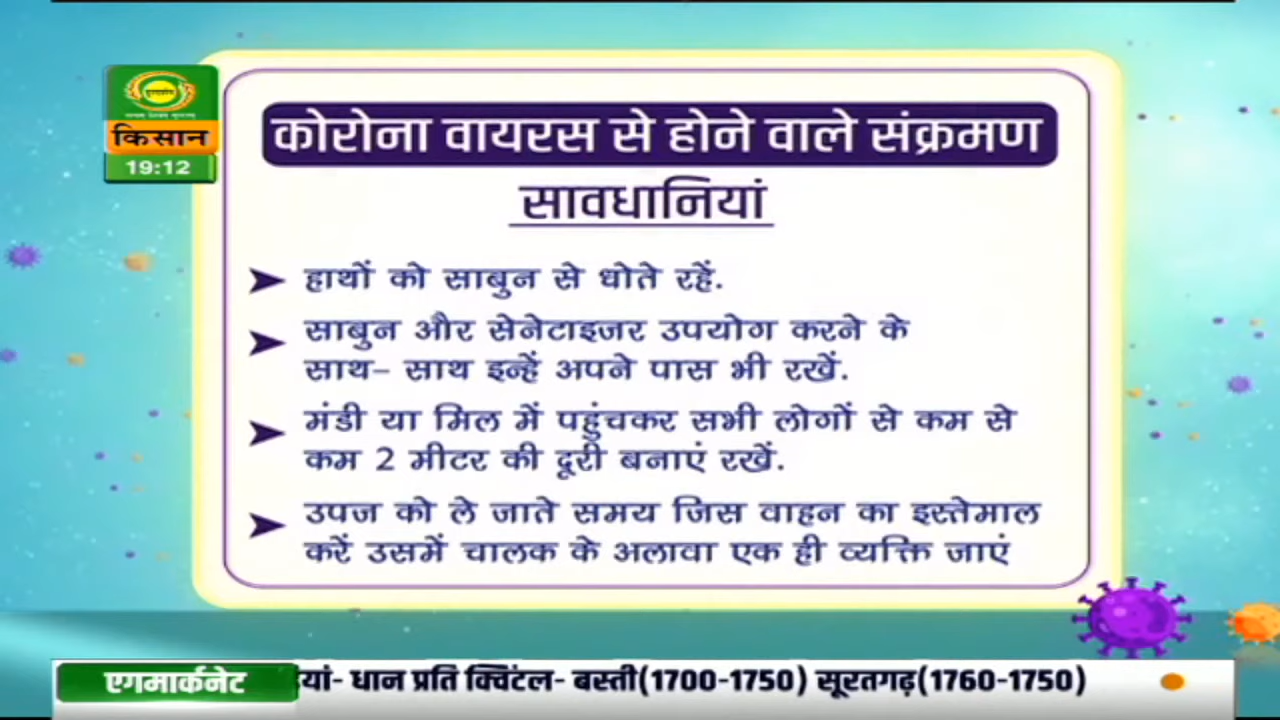 किसान
19:12
कोरोना वायरस से होने वाले संक्रमण
सावधानियां
हाथों को साबुन से धोते रहें.
साबुन और सेनेटाइजर उपयोग करने के
साथ– साथ इन्हें अपने पास भी रखें.
मंडी या मिल में पहुंचकर सभी लोगों से कम से
कम 2 मीटर की दूरी बनाएं रखें.
उपज को ले जाते समय जिस वाहन का इस्तेमाल
करें उसमें चालक के अलावा एक ही व्यक्ति जाएं
एगमार्कनेट
धान प्रति क्विंटल- बस्ती(1700-1750) सूरतगढ़(1760-1750)